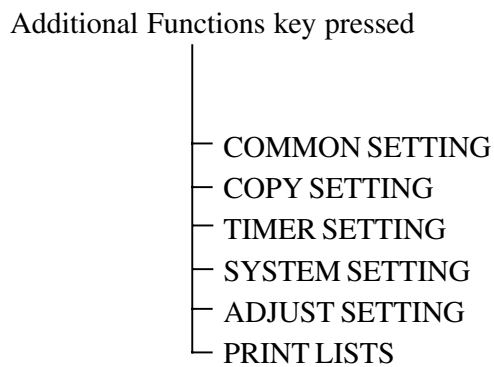 Additional Functions key pressed
COMMON SETTING
COPY SETTING
TIMER SETTING
SYSTEM SETTING
ADJUST SETTING
PRINT LISTS